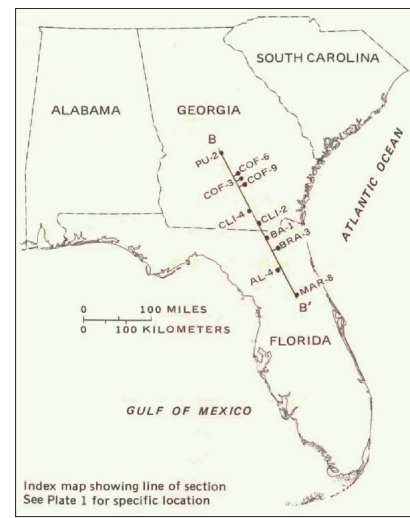 SOUTH CAROLINA
ALABAMA
GEORGIA
ATLANTIC OCEAN
B
PU-2
COF-6
COF-3
COF-9
CLI-4
CLI-2
BA-1
BRA-3
AL-4
MAR-8
B'
0 100 MILES
0 100 KILOMETERS
FLORIDA
GULF OF MEXICO
Index map showing line of section
See Plate 1 for specific location